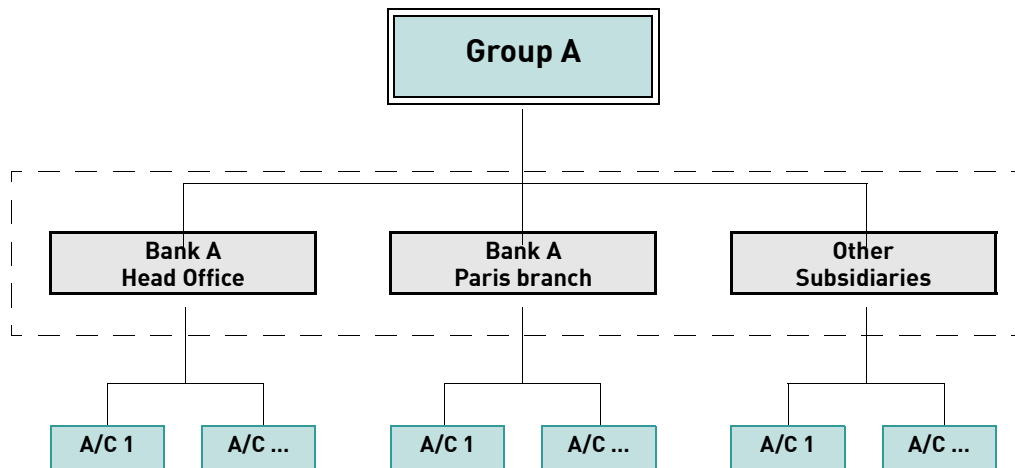 Group A
Bank A
Head Office
Bank A
Paris branch
Other
Subsidiaries
A/C 1
A/C ...
A/C 1
A/C ...
A/C 1
A/C ...